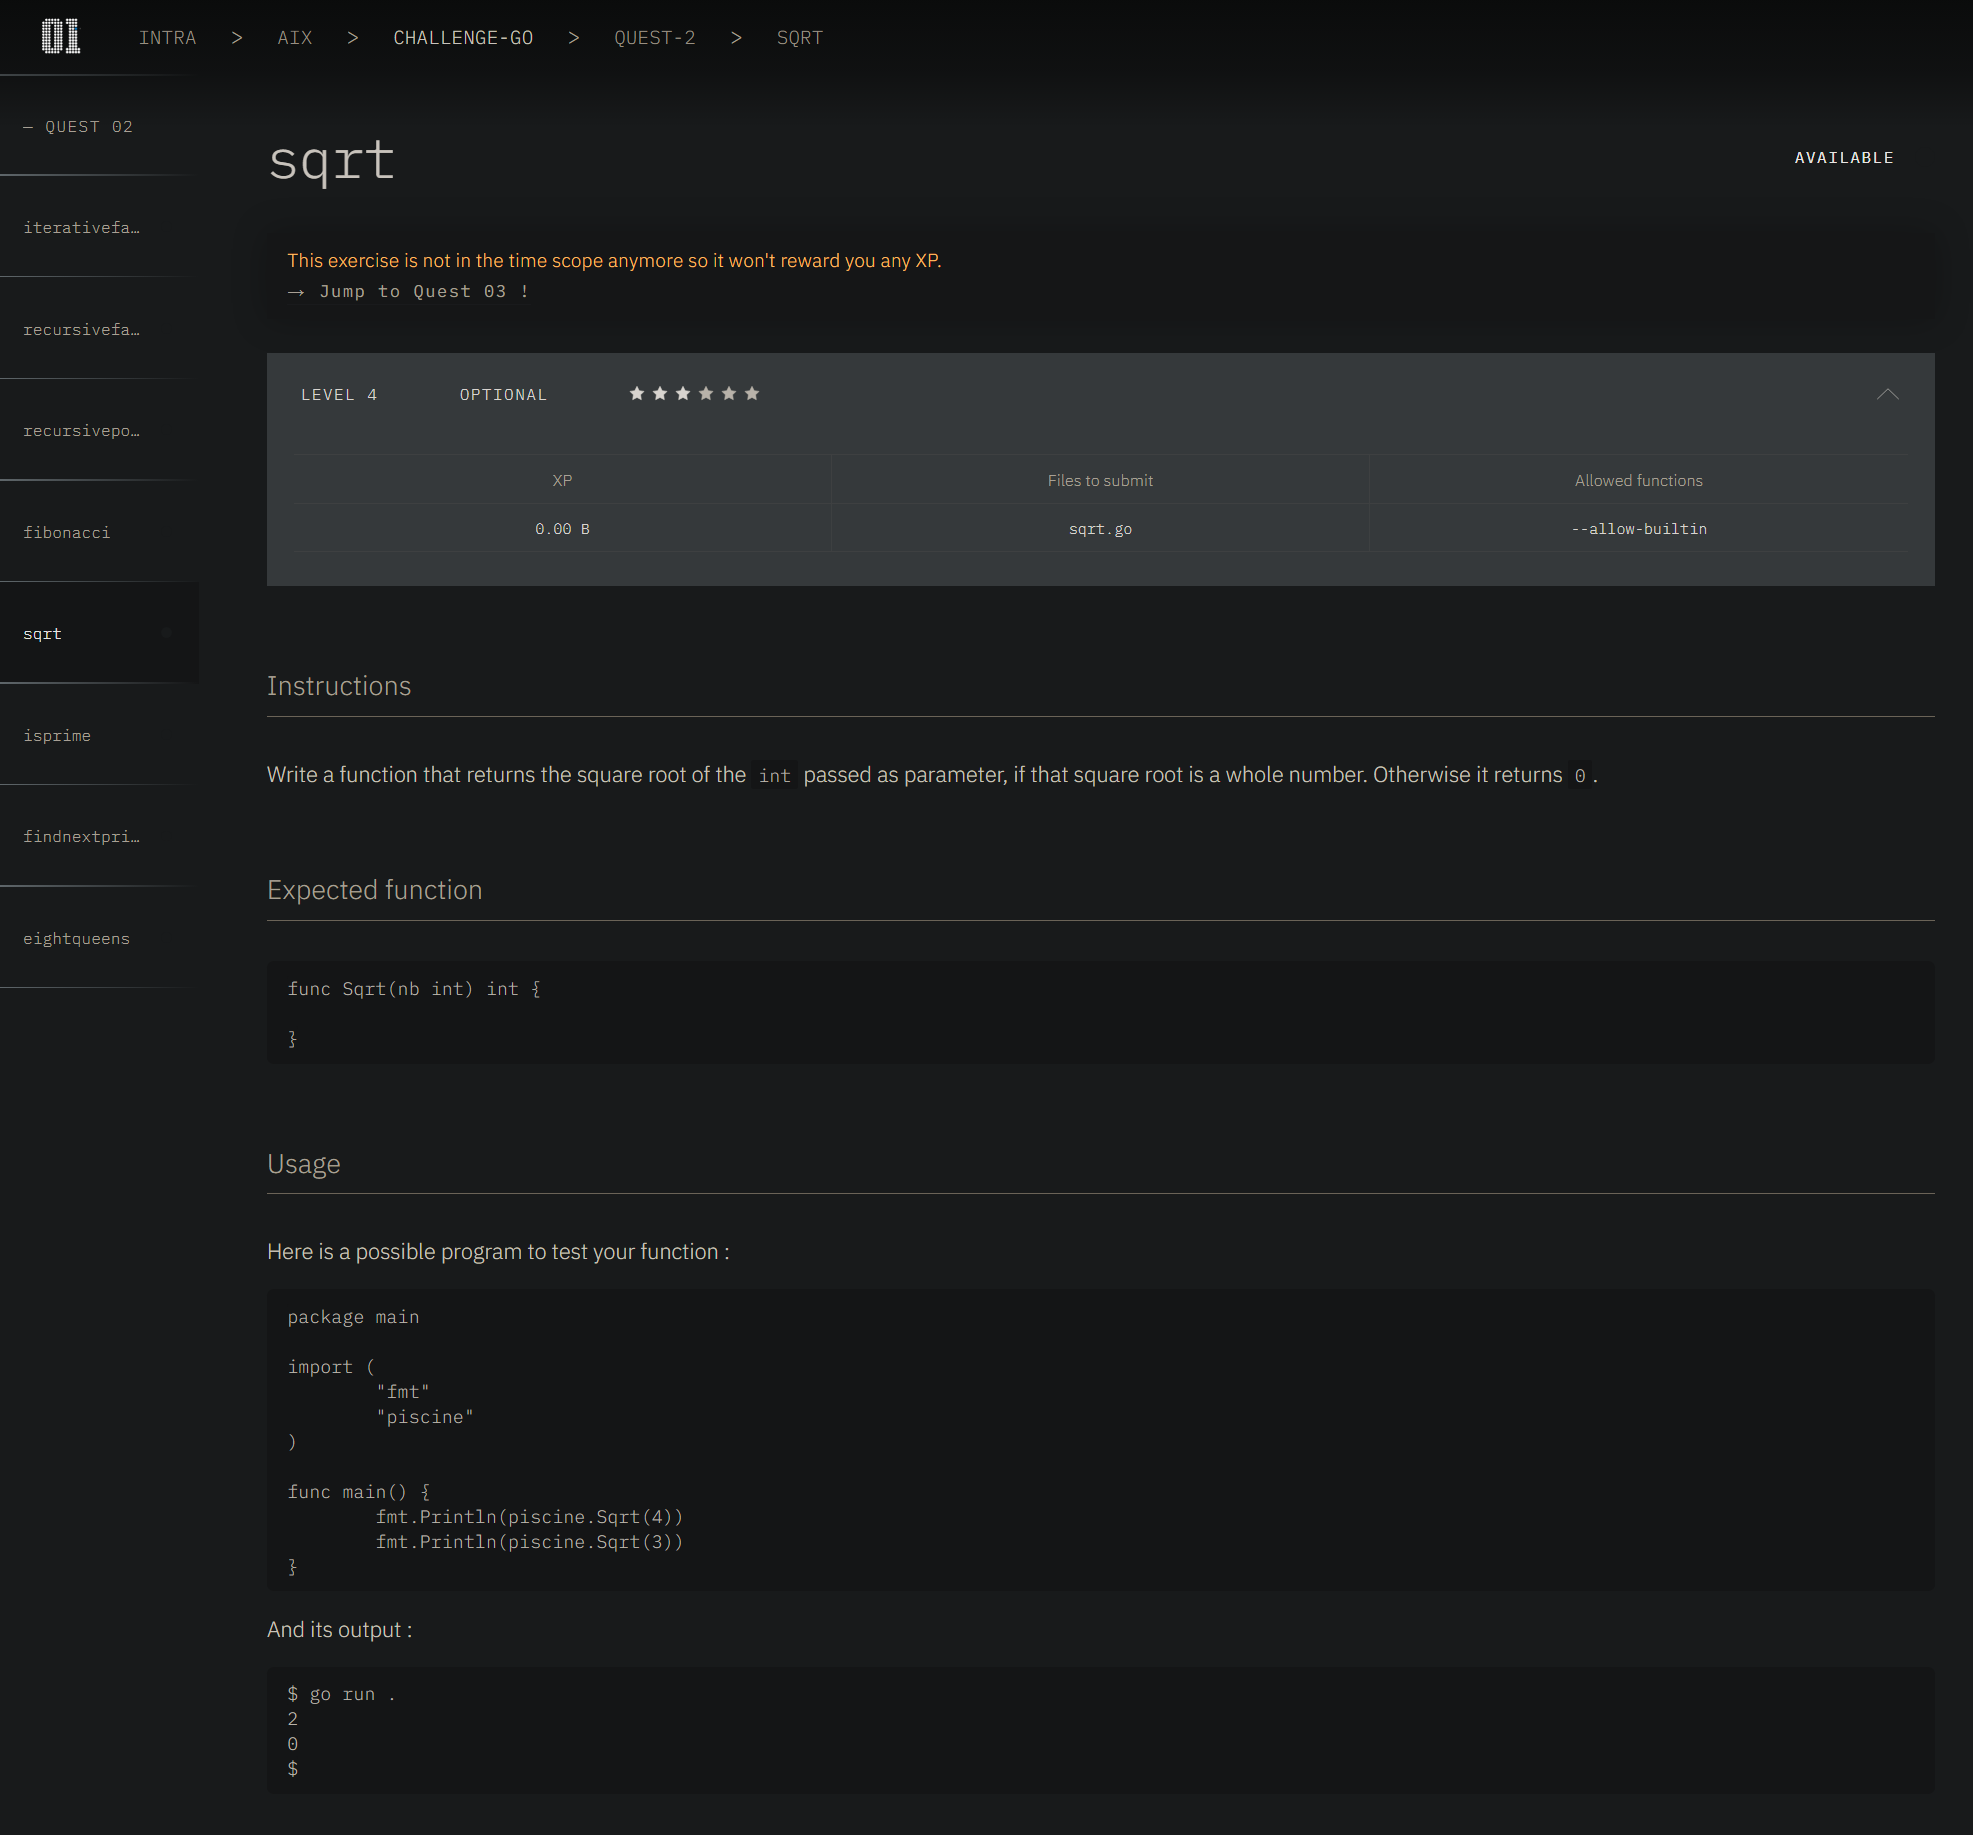 01
INTRA > AIX > CHALLENGE-GO > QUEST-2 > SQRT
— QUEST 02
iterativefa…
recursivefa…
recursivepo…
fibonacci
sqrt
isprime
findnextpri…
eightqueens
sqrt
AVAILABLE
This exercise is not in the time scope anymore so it won't reward you any XP.
→ Jump to Quest 03 !
LEVEL 4 OPTIONAL ★★★★★★
XP Files to submit Allowed functions
0.00 B sqrt.go --allow-builtin
Instructions
Write a function that returns the square root of the int passed as parameter, if that square root is a whole number. Otherwise it returns 0.
Expected function
func Sqrt(nb int) int {
}
Usage
Here is a possible program to test your function :
package main
import (
"fmt"
"piscine"
)
func main() {
fmt.Println(piscine.Sqrt(4))
fmt.Println(piscine.Sqrt(3))
}
And its output :
$ go run .
2
0
$